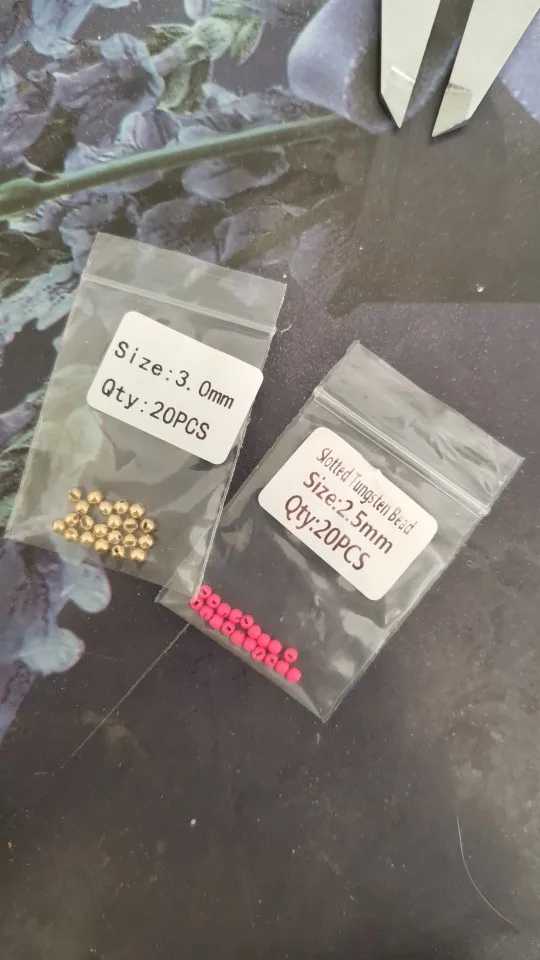 Size:3.0mm
Qty:20PCS
Slotted Tungsten Bead
Size:2.5mm
Qty:20PCS